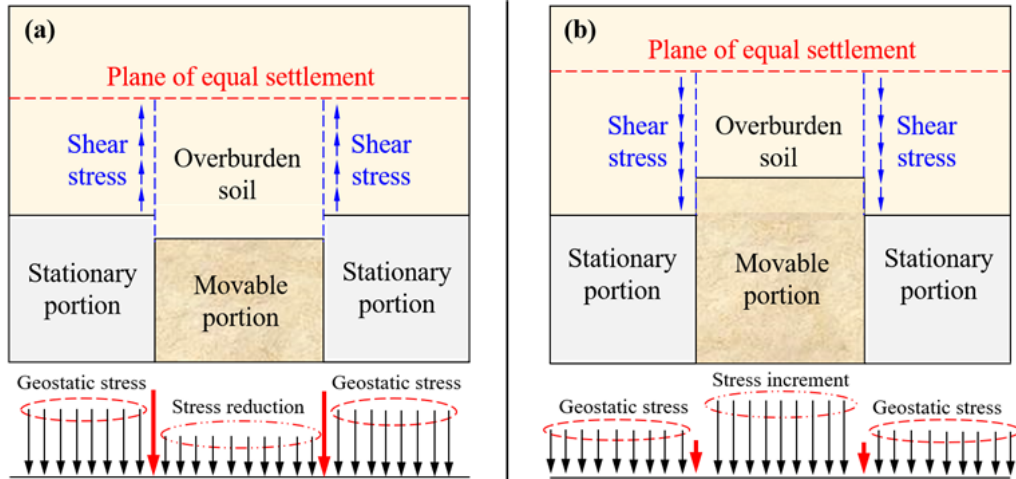 (a)
Plane of equal settlement
Shear
stress
Overburden
soil
Shear
stress
Stationary
portion
Movable
portion
Stationary
portion
Geostatic stress
Stress reduction
Geostatic stress
(b)
Plane of equal settlement
Shear
stress
Overburden
soil
Shear
stress
Stationary
portion
Movable
portion
Stationary
portion
Geostatic stress
Stress increment
Geostatic stress